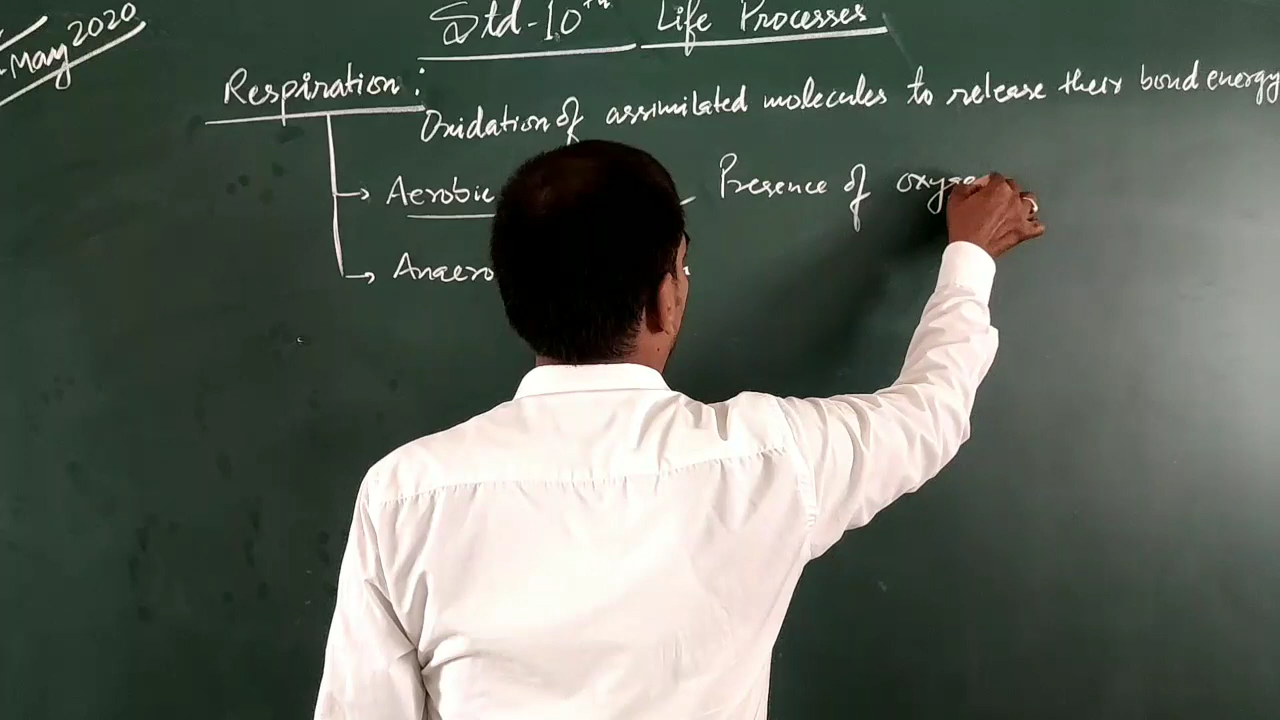 May 2020
Std-10th Life Processes
Respiration :
Oxidation of assimilated molecules to release their bond energy
Aerobic
Presence of